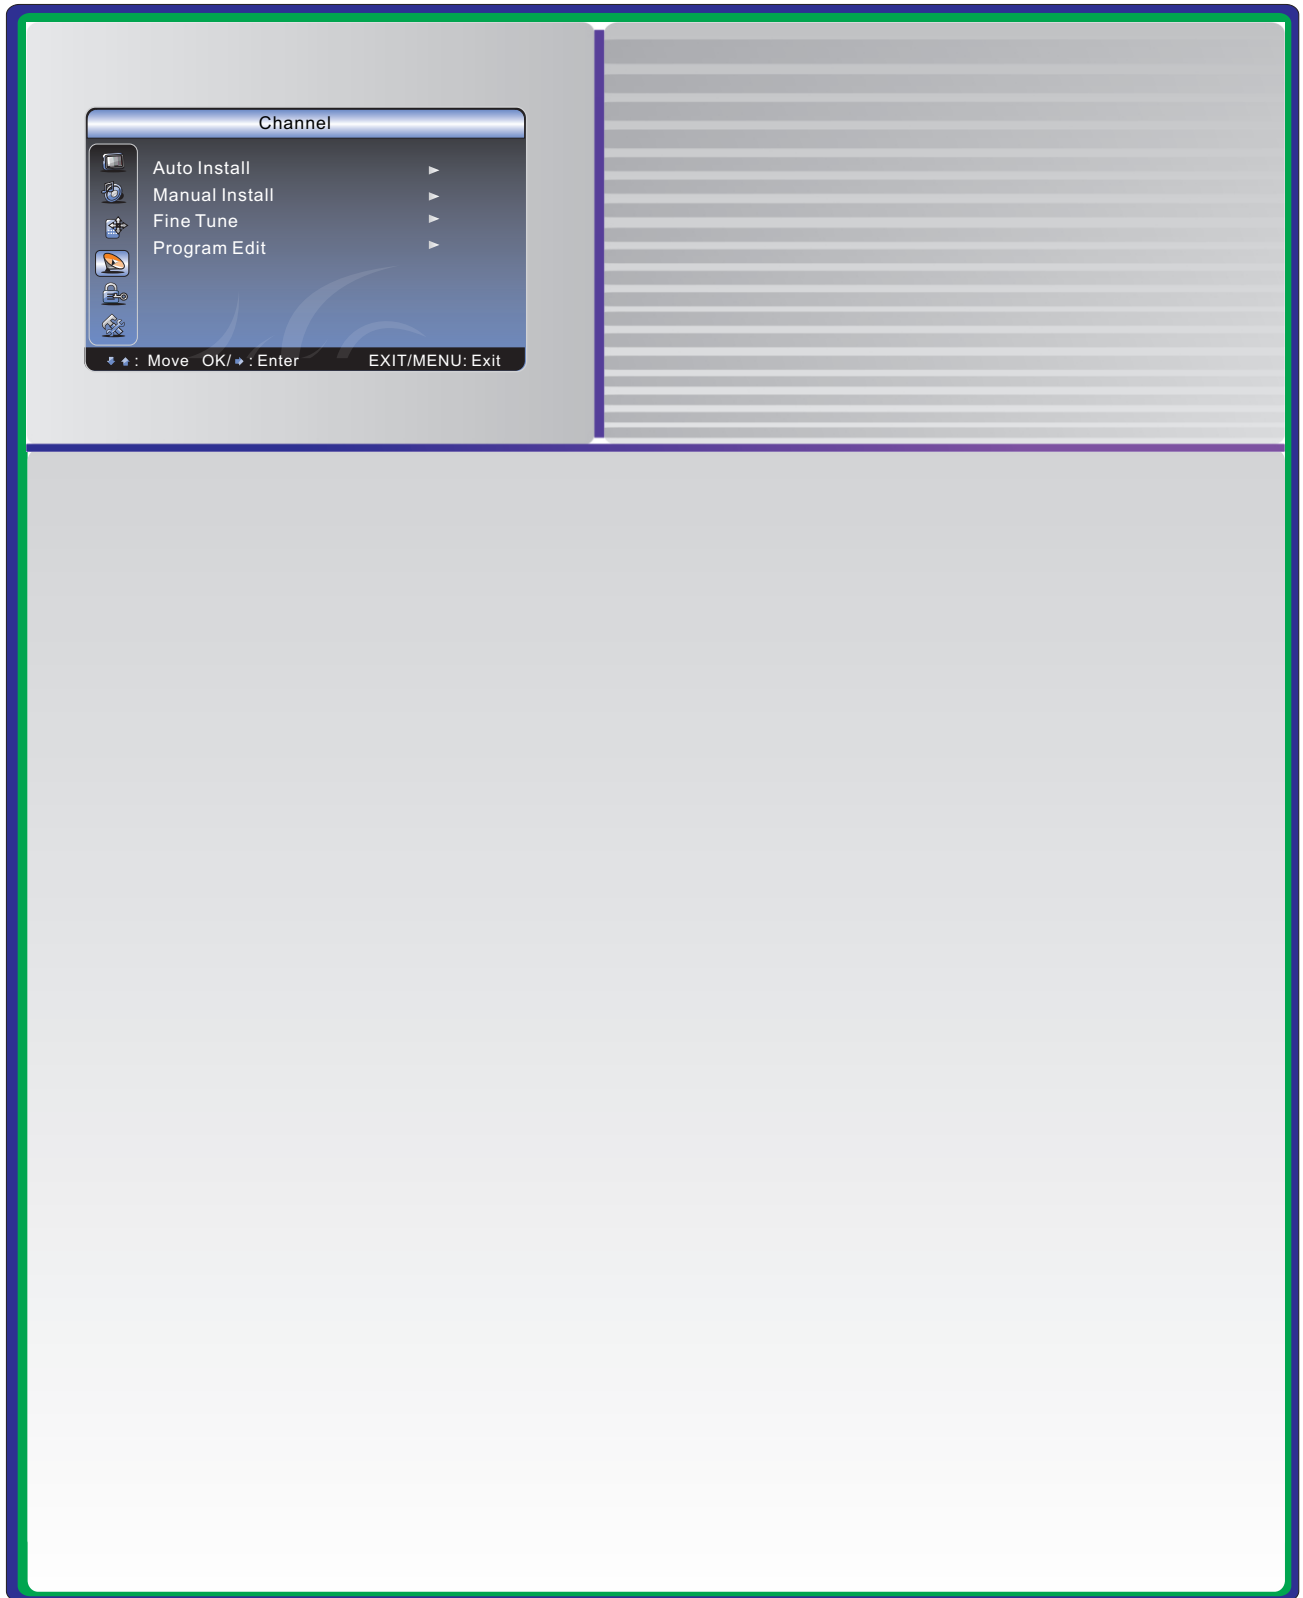 Channel
Auto Install
Manual Install
Fine Tune
Program Edit
: Move OK/ : Enter EXIT/MENU: Exit